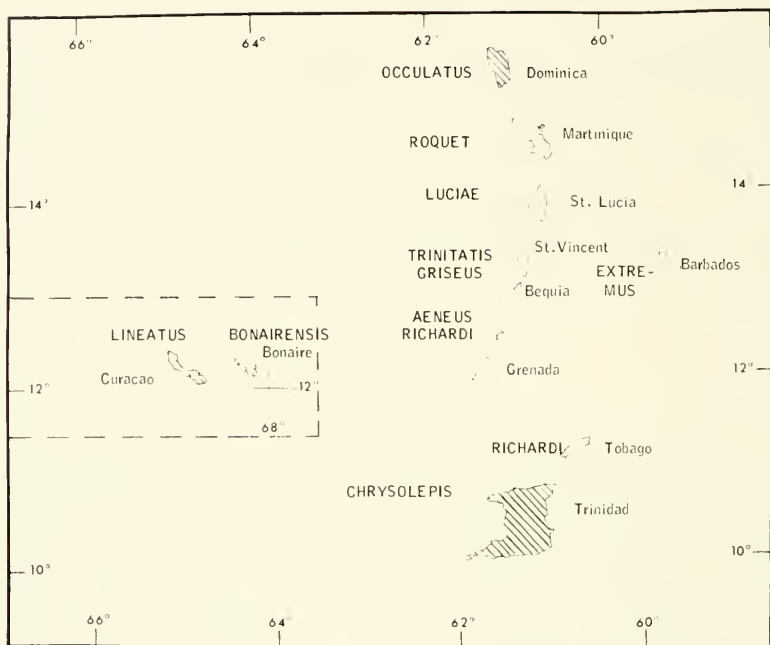 66° 64° 62° 60°
OCCULATUS Dominica
ROQUET Martinique
LUCIAE St. Lucia
14°
14°
TRINITATIS St. Vincent
GRISEUS Bequia
EXTRE-
MUS Barbados
LINEATUS BONAIRENSIS
Bonaire
Curacao
12°
12°
68°
AENEUS
RICHARDI
Grenada
12°
RICHARDI Tobago
CHRYSOLEPIS Trinidad
10°
10°
66° 64° 62° 60°